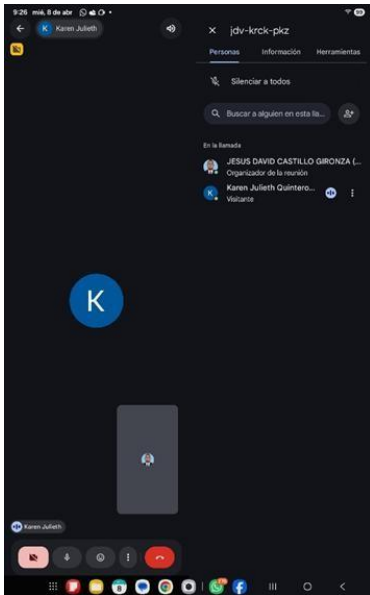 9:26 mié, 8 de abr
K Karen Julieth
jdv-krck-pkz
Personas Información Herramientas
Silenciar a todos
Buscar a alguien en esta lla...
En la llamada
JESUS DAVID CASTILLO GIRONZA (...
Organizador de la reunión
K Karen Julieth Quintero...
Visitante
K
Karen Julieth